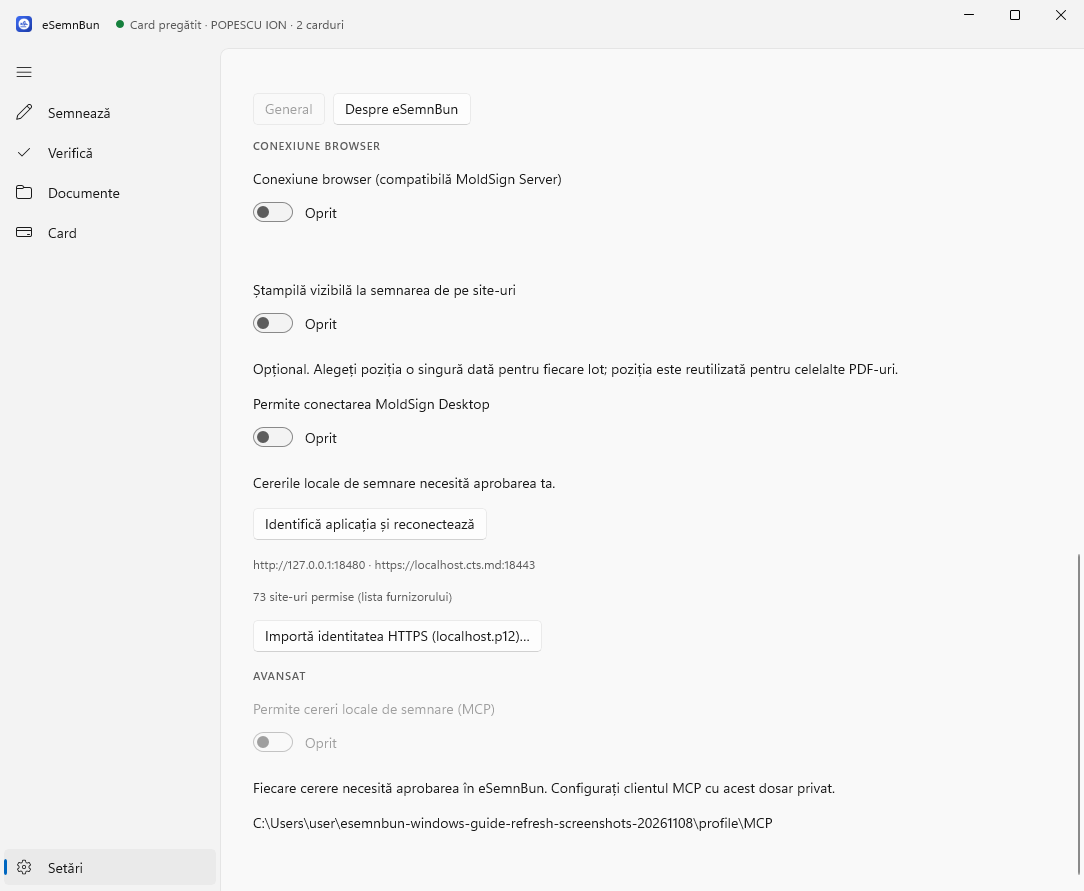 eSemnBun
Card pregătit · POPESCU ION · 2 carduri
Semnează
Verifică
Documente
Card
Setări
General
Despre eSemnBun
CONEXIUNE BROWSER
Conexiune browser (compatibilă MoldSign Server)
Oprit
Ștampilă vizibilă la semnarea de pe site-uri
Oprit
Opțional. Alegeți poziția o singură dată pentru fiecare lot; poziția este reutilizată pentru celelalte PDF-uri.
Permite conectarea MoldSign Desktop
Oprit
Cererile locale de semnare necesită aprobarea ta.
Identifică aplicația și reconectează
http://127.0.0.1:18480 · https://localhost.cts.md:18443
73 site-uri permise (lista furnizorului)
Importă identitatea HTTPS (localhost.p12)...
AVANSAT
Permite cereri locale de semnare (MCP)
Oprit
Fiecare cerere necesită aprobarea în eSemnBun. Configurați clientul MCP cu acest dosar privat.
C:\Users\user\esemnbun-windows-guide-refresh-screenshots-20261108\profile\MCP